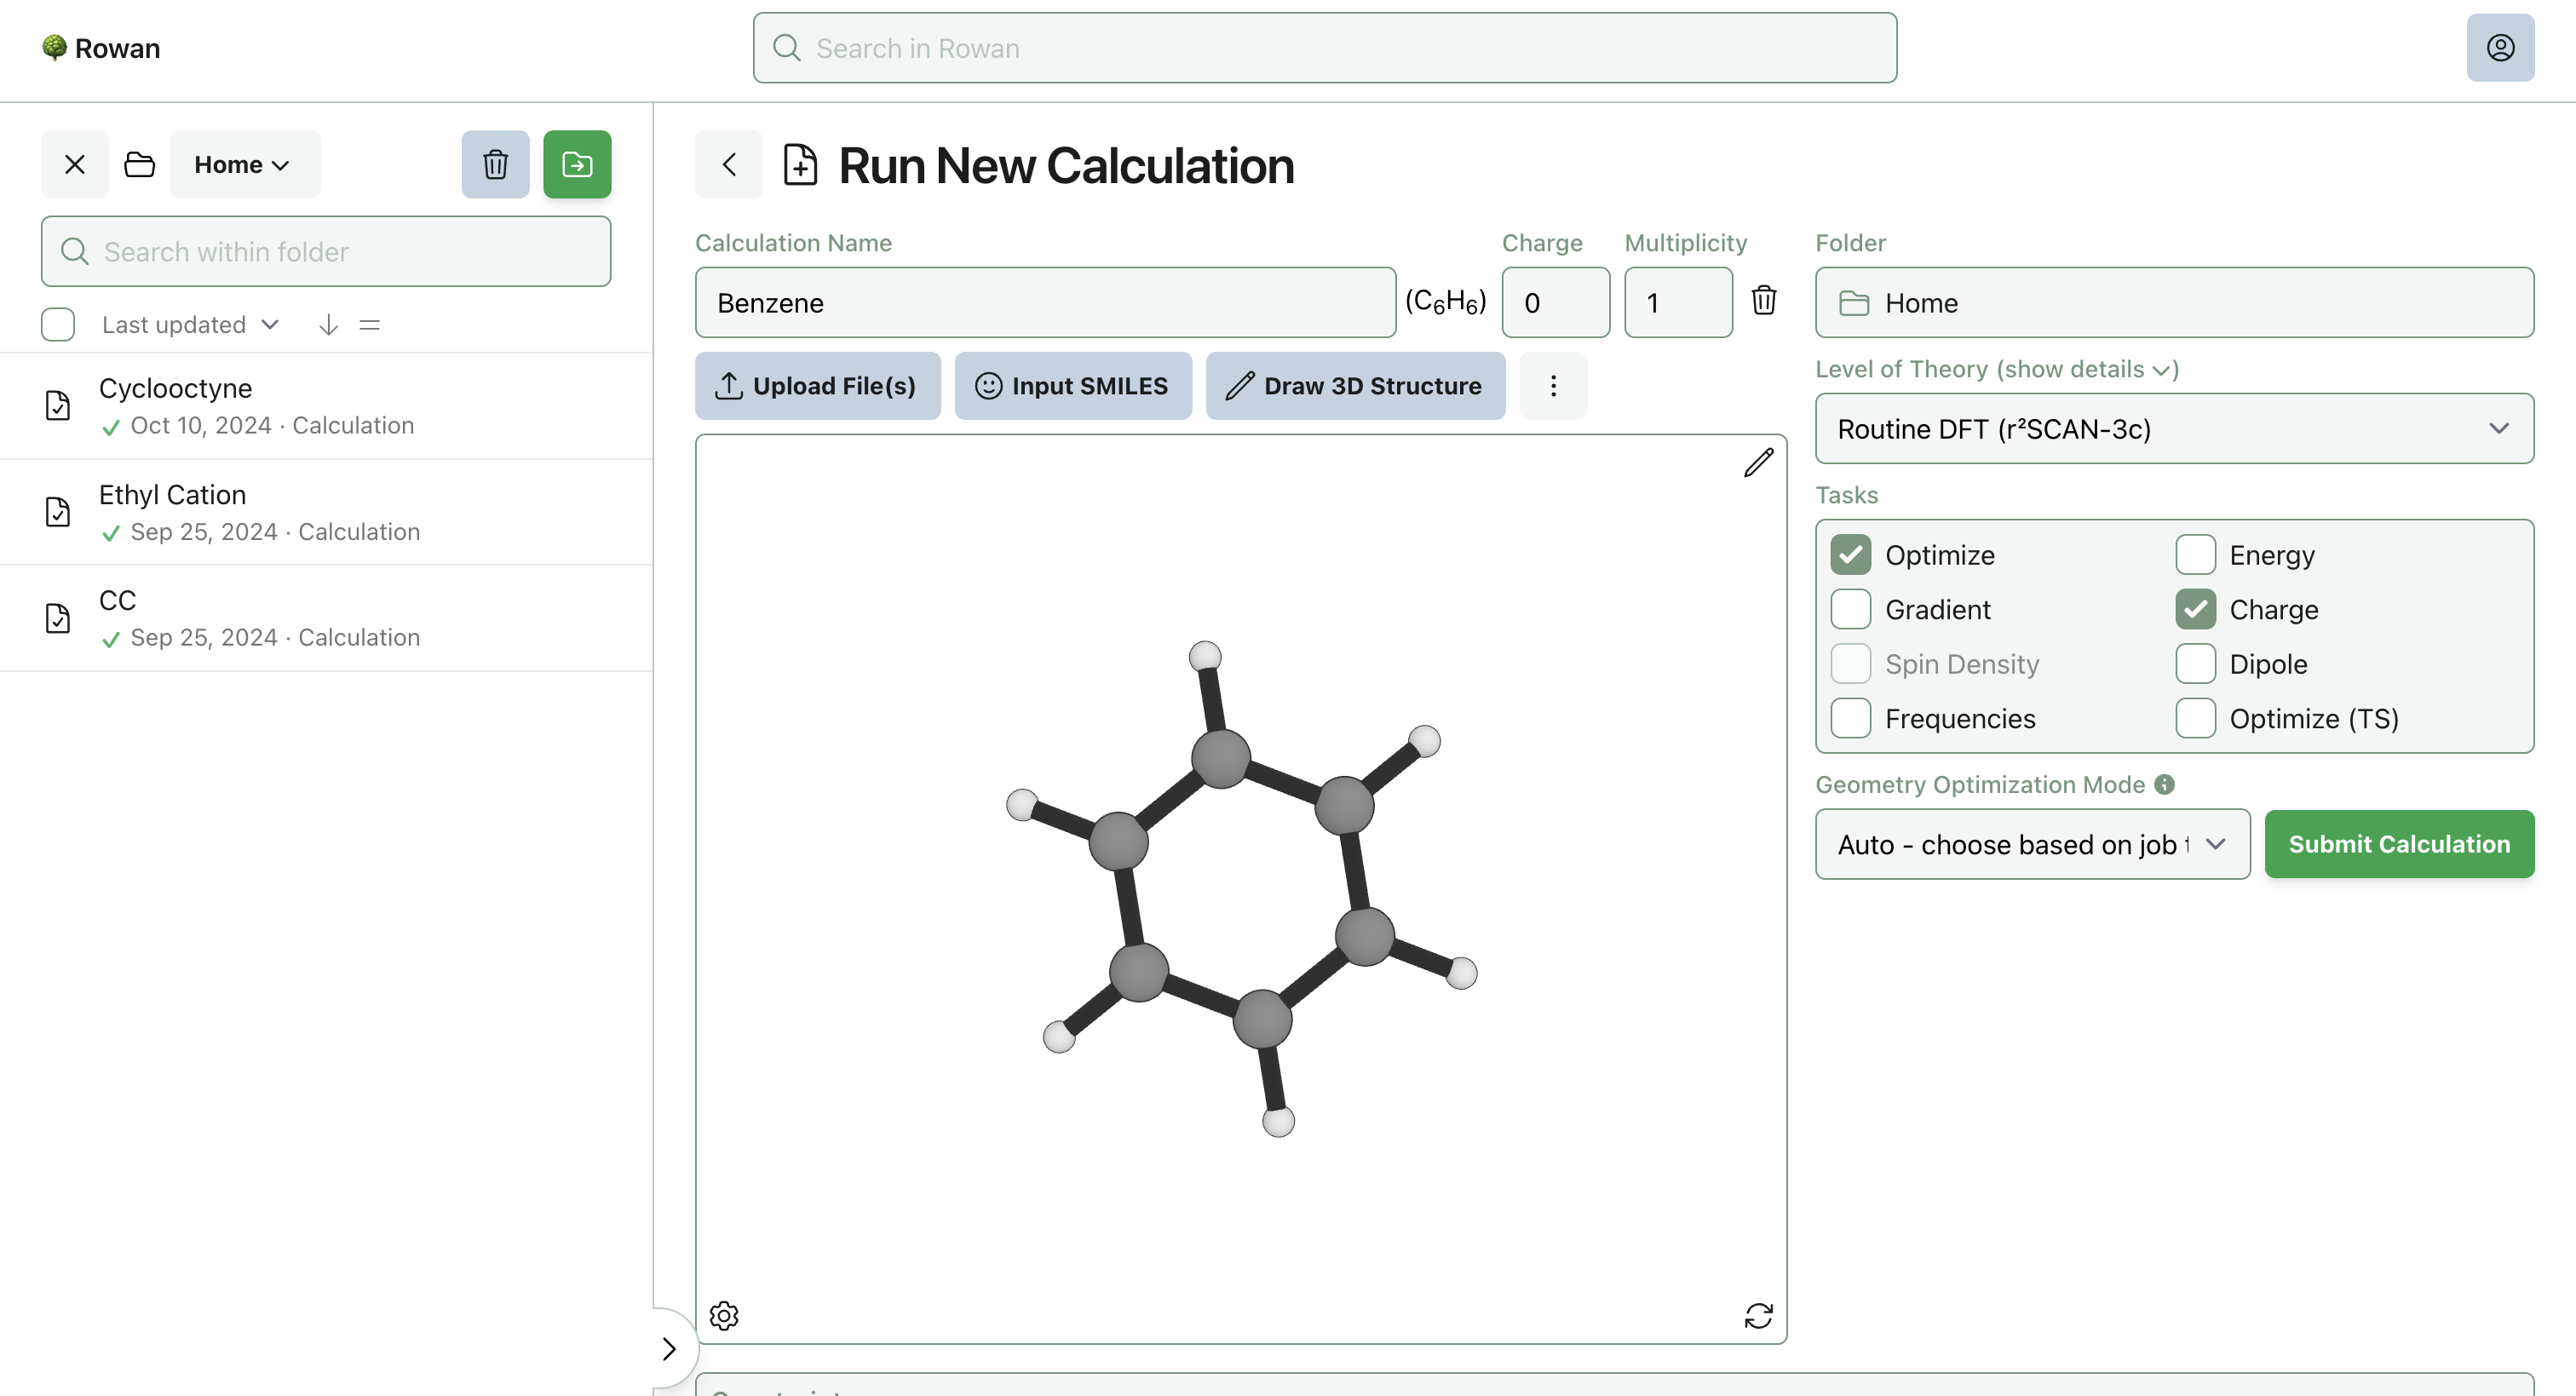 Rowan
Search in Rowan
Home
Search within folder
Last updated
Cyclooctyne
Oct 10, 2024 · Calculation
Ethyl Cation
Sep 25, 2024 · Calculation
CC
Sep 25, 2024 · Calculation
Run New Calculation
Calculation Name
Charge
Multiplicity
Benzene
(C₆H₆)
0
1
Upload File(s)
Input SMILES
Draw 3D Structure
Folder
Home
Level of Theory (show details)
Routine DFT (r²SCAN-3c)
Tasks
Optimize
Energy
Gradient
Charge
Spin Density
Dipole
Frequencies
Optimize (TS)
Geometry Optimization Mode
Auto - choose based on job
Submit Calculation